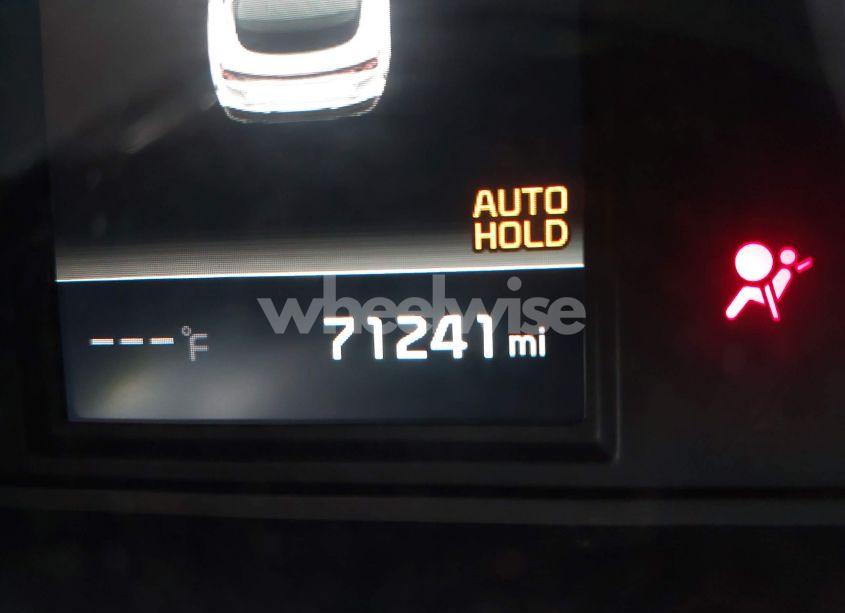 AUTO
HOLD
wheelwise
---°F 71241 mi